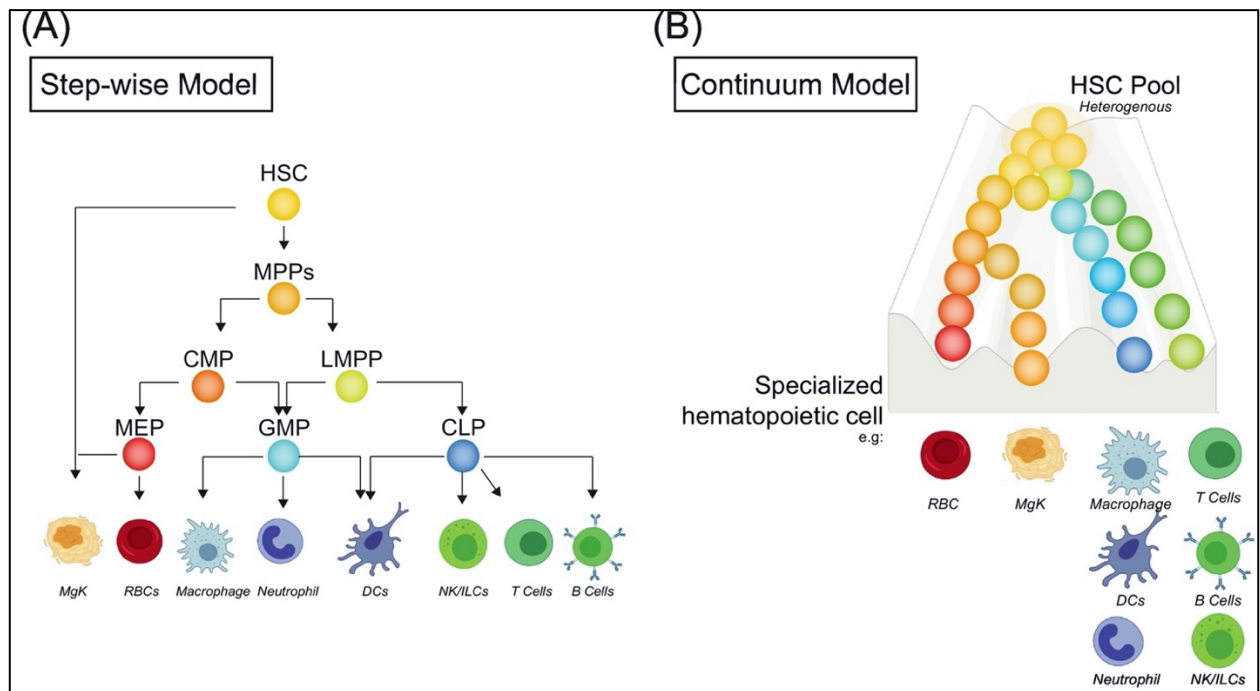 (A)
Step-wise Model
HSC
MPPs
CMP LMPP
MEP GMP CLP
MgK RBCs Macrophage Neutrophil DCs NK/ILCs T Cells B Cells
(B)
Continuum Model
HSC Pool
Heterogenous
Specialized
hematopoietic cell
e.g:
RBC MgK Macrophage T Cells
DCs B Cells
Neutrophil NK/ILCs